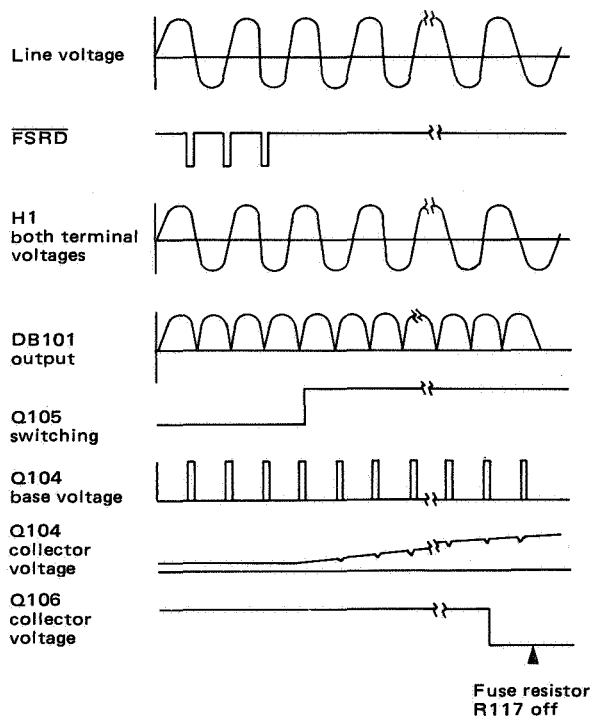 Line voltage
FSRD
H1
both terminal
voltages
DB101
output
Q105
switching
Q104
base voltage
Q104
collector
voltage
Q106
collector
voltage
Fuse resistor
R117 off